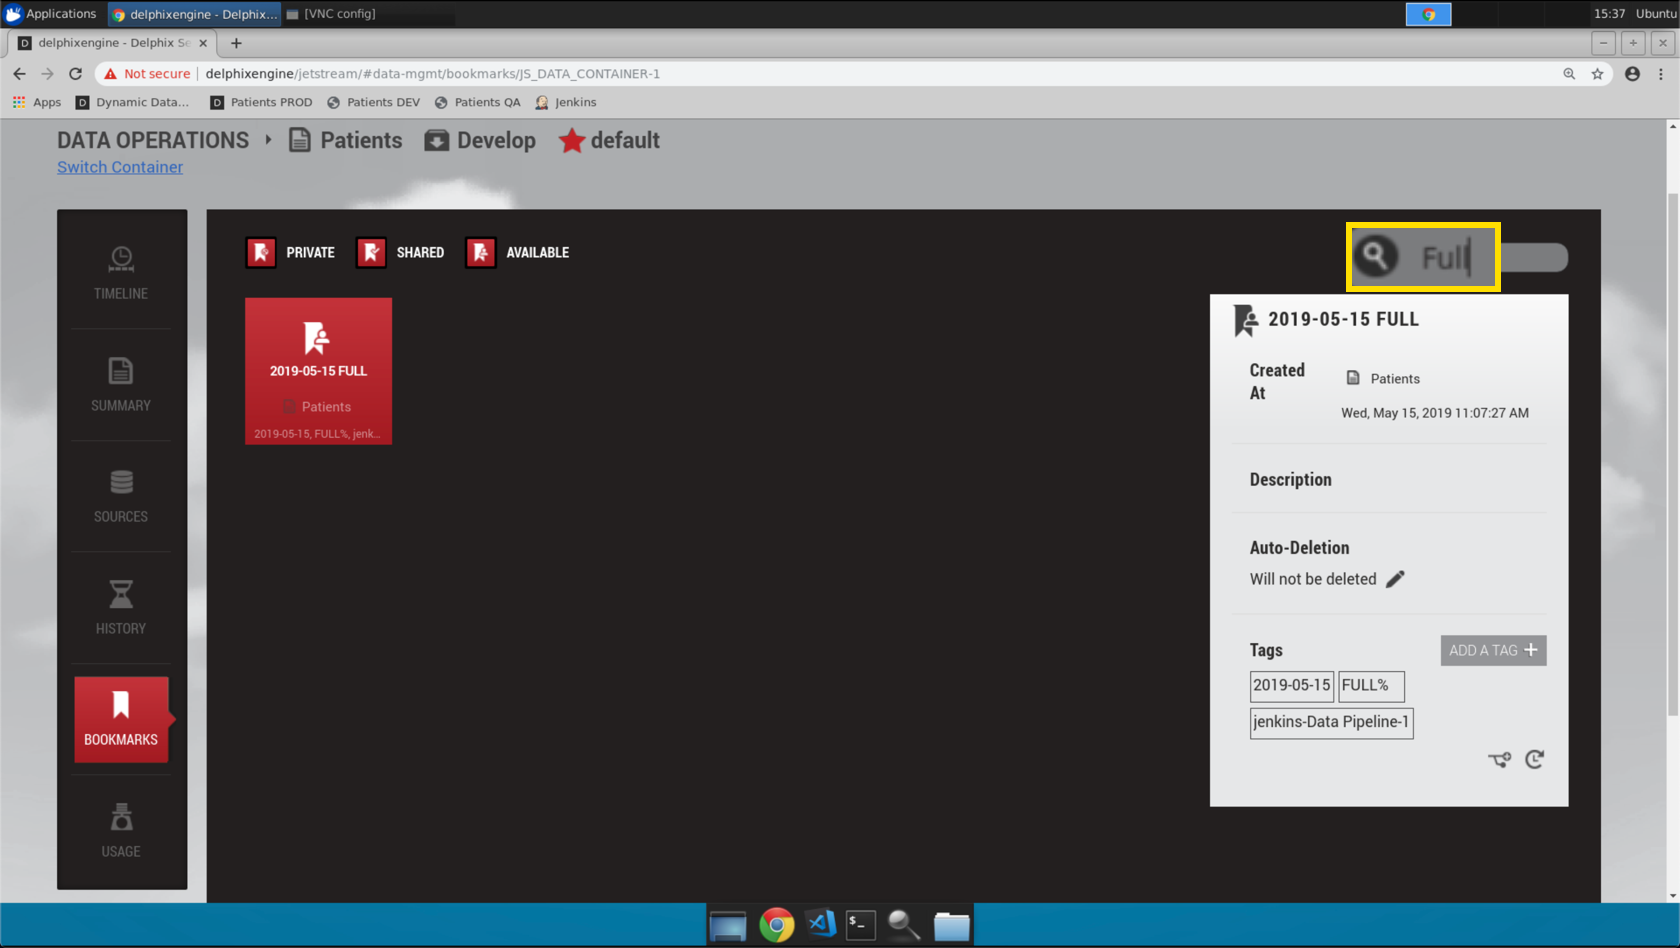 Applications
delphixengine - Delphix...
[VNC config]
15:37 Ubuntu
delphixengine - Delphix Se
Not secure
delphixengine/jetstream/#data-mgmt/bookmarks/JS_DATA_CONTAINER-1
Apps
Dynamic Data...
Patients PROD
Patients DEV
Patients QA
Jenkins
DATA OPERATIONS
Patients
Develop
default
Switch Container
TIMELINE
SUMMARY
SOURCES
HISTORY
BOOKMARKS
USAGE
PRIVATE
SHARED
AVAILABLE
Full
2019-05-15 FULL
Patients
2019-05-15, FULL%, jenk...
2019-05-15 FULL
Created
At
Patients
Wed, May 15, 2019 11:07:27 AM
Description
Auto-Deletion
Will not be deleted
Tags
ADD A TAG +
2019-05-15
FULL%
jenkins-Data Pipeline-1